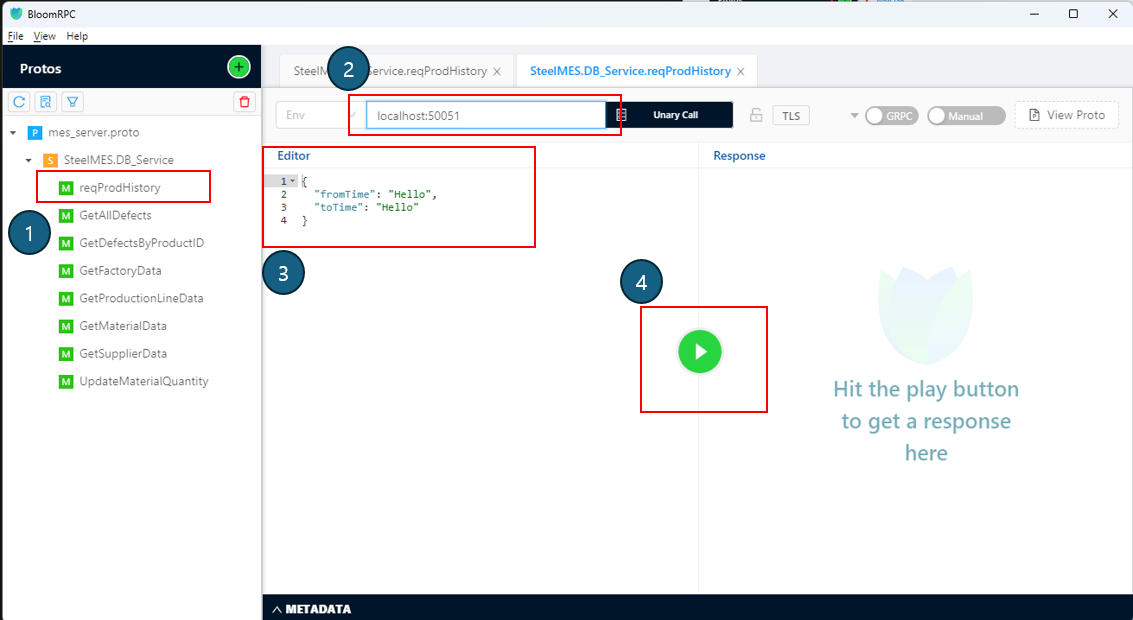 BloomRPC
File View Help
Protos
mes_server.proto
P
SteelMES.DB_Service
S
M reqProdHistory
M GetAllDefects
M GetDefectsByProductID
M GetFactoryData
M GetProductionLineData
M GetMaterialData
M GetSupplierData
M UpdateMaterialQuantity
1
2
SteelM Service.reqProdHistory
SteelMES.DB_Service.reqProdHistory
Env
localhost:50051
Unary Call
TLS
GRPC
Manual
View Proto
Editor
1 {
2 "fromTime": "Hello",
3 "toTime": "Hello"
4 }
3
4
Response
Hit the play button
to get a response
here
METADATA